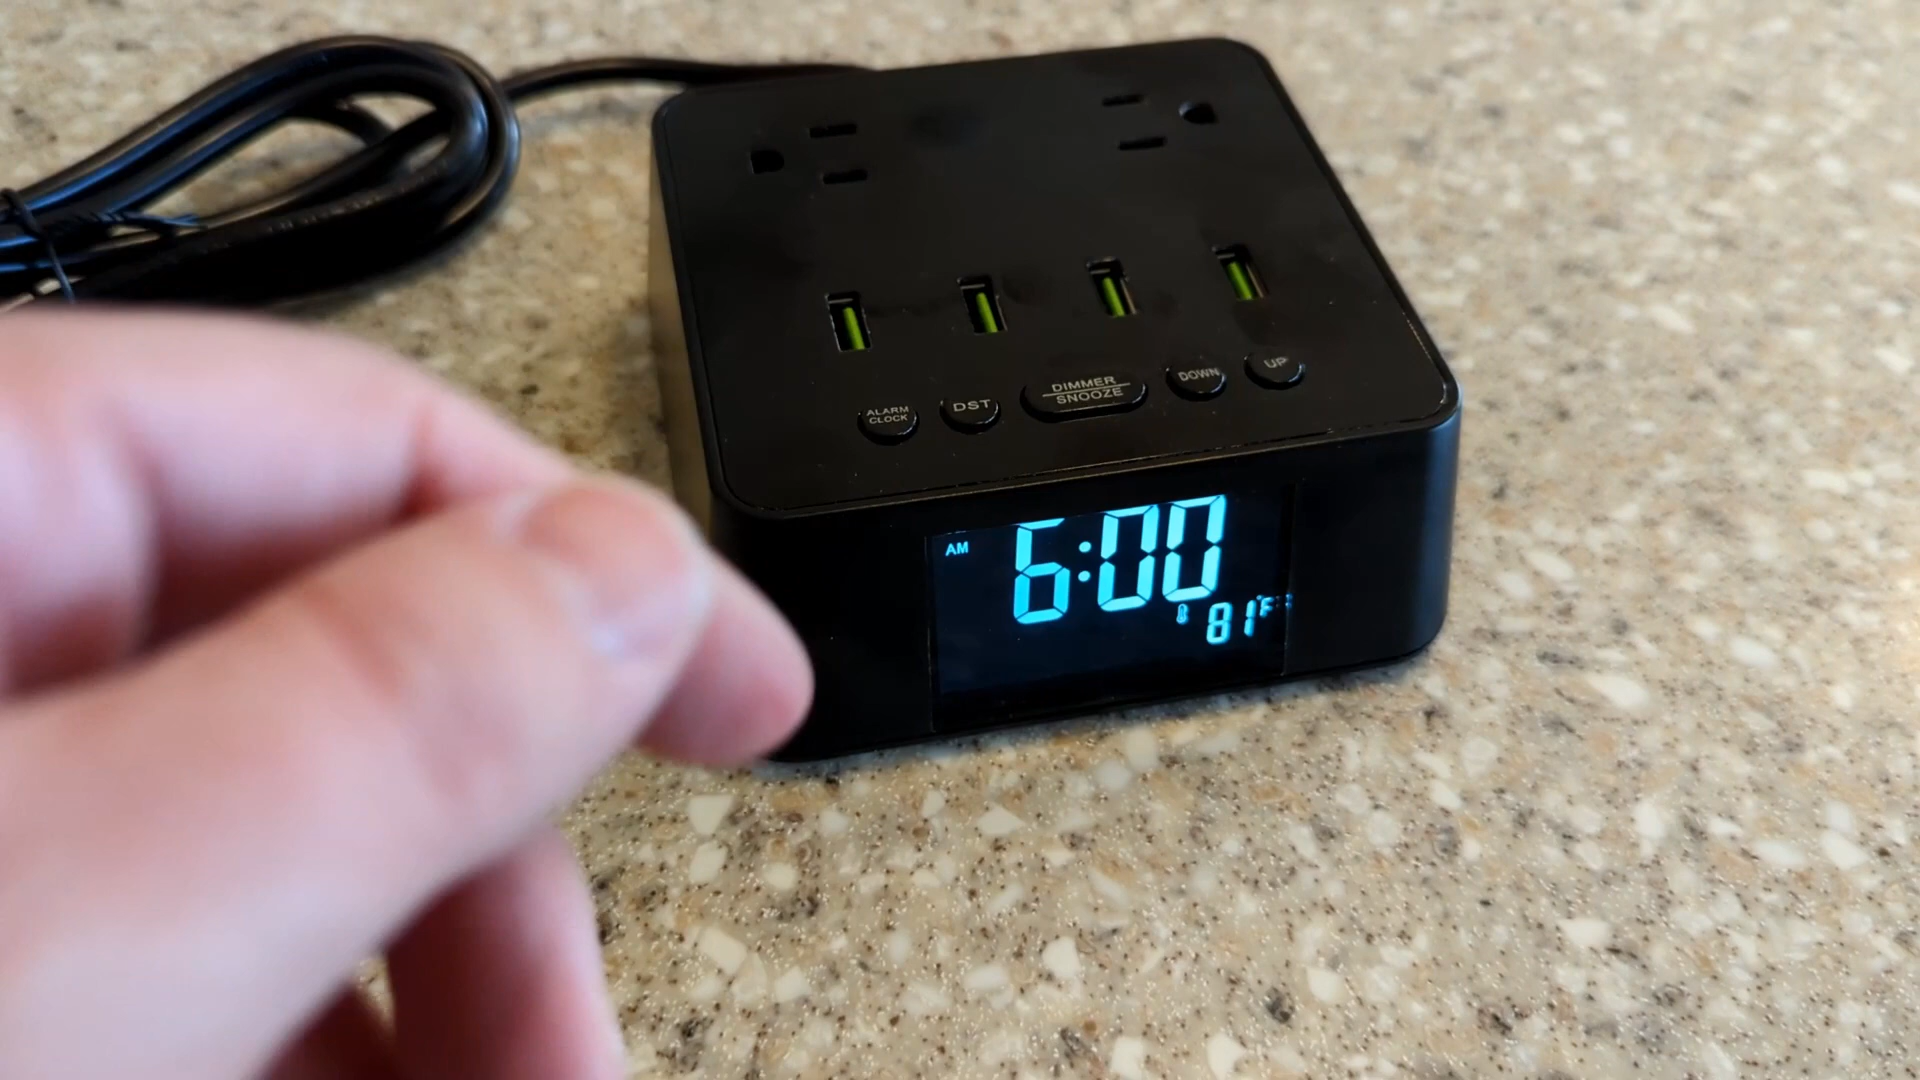 ALARM
CLOCK
DST
DIMMER
SNOOZE
DOWN
UP
AM
6:00
81°F